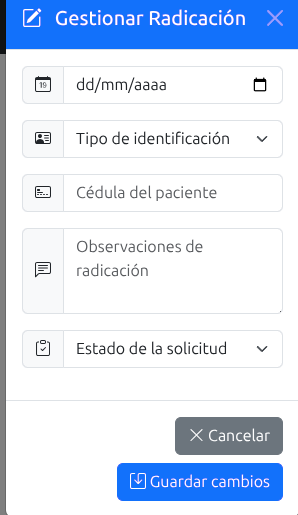 Gestionar Radicación
19
dd/mm/aaaa
Tipo de identificación
Cédula del paciente
Observaciones de
radicación
Estado de la solicitud
Cancelar
Guardar cambios